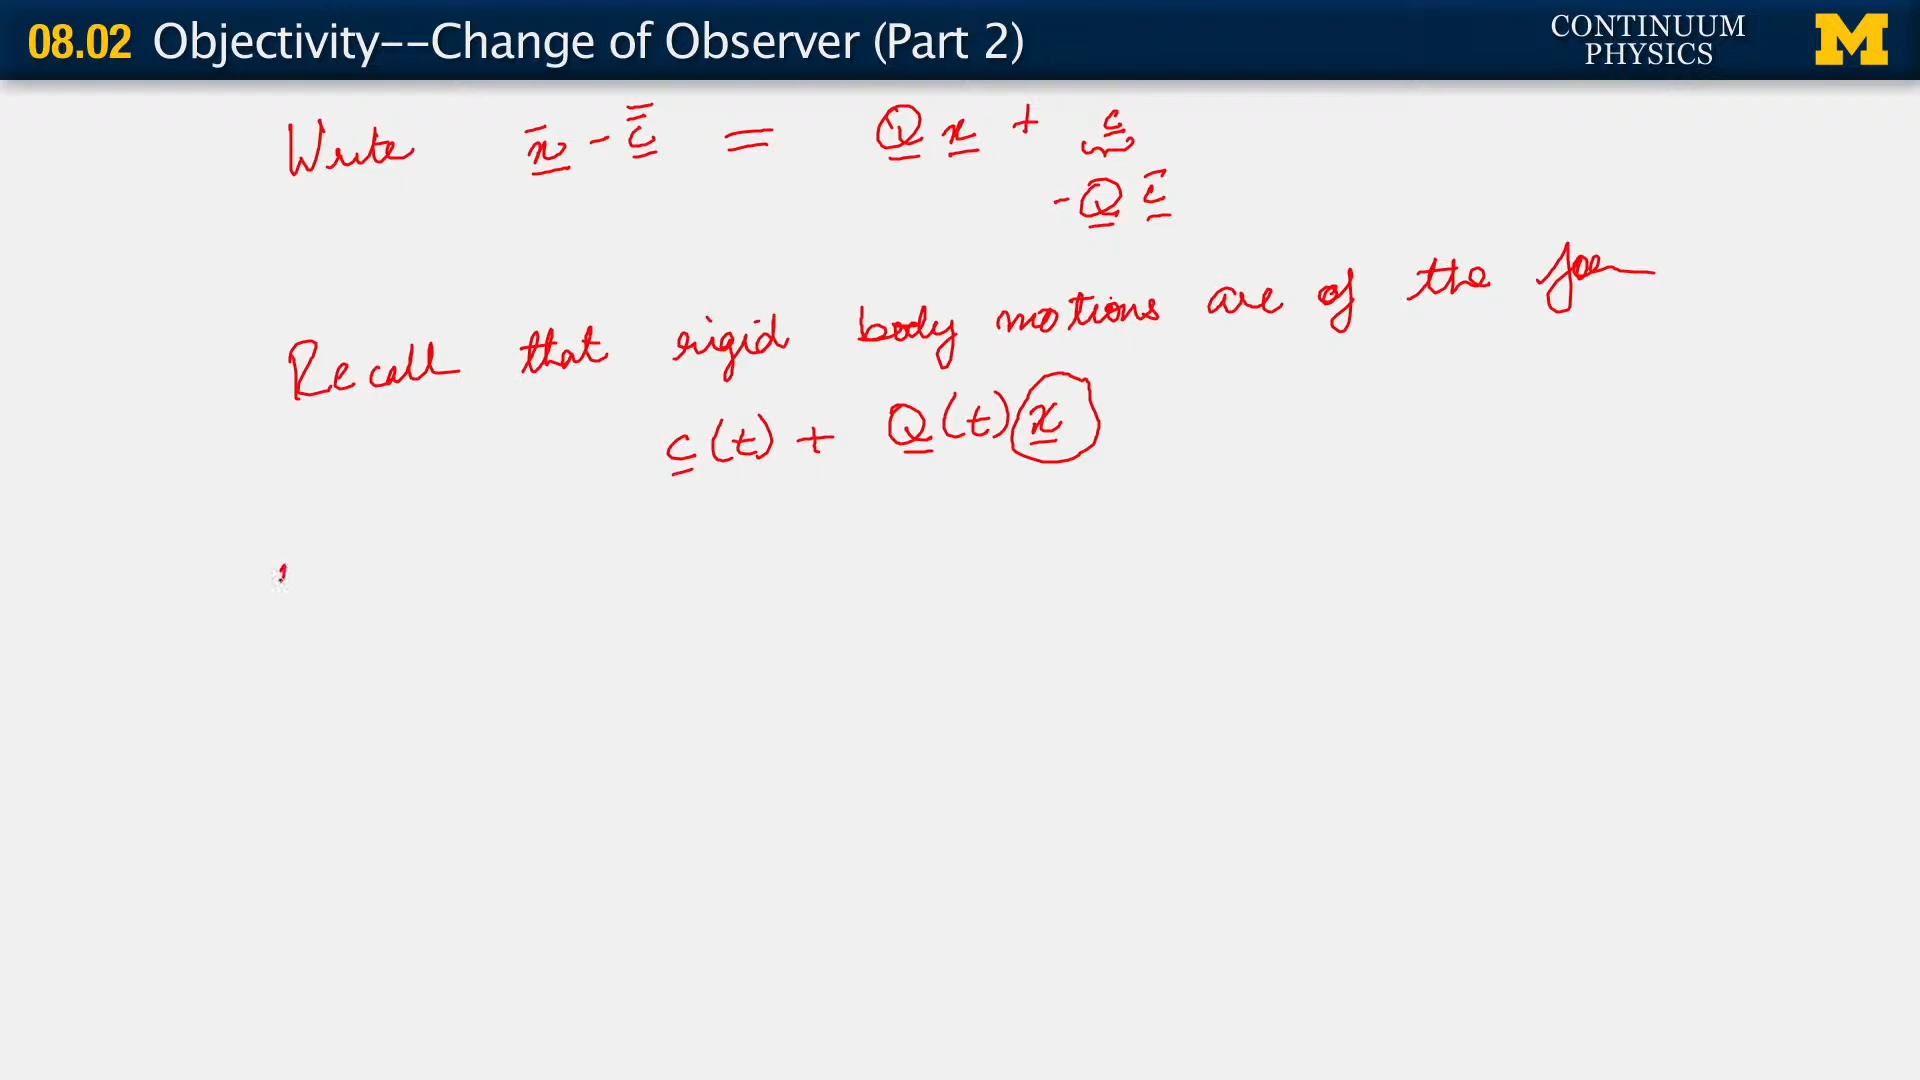 08.02 Objectivity--Change of Observer (Part 2)
CONTINUUM
PHYSICS
M
Write x̄ - c̿ = Q x + c
- Q c̄
Recall that rigid body motions are of the form
c(t) + Q(t) x